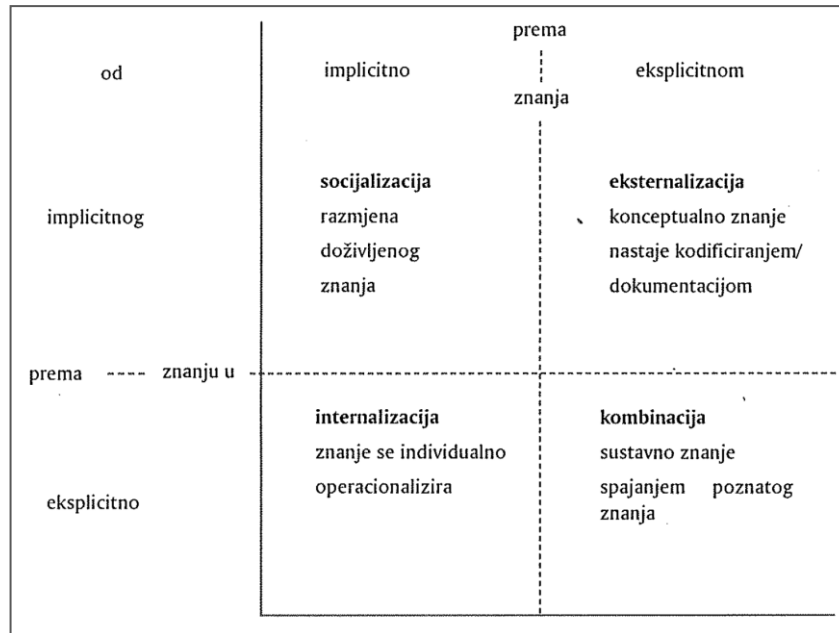 prema
od implicitno eksplicitnom
znanja
socijalizacija
razmjena
doživljenog
znanja
eksternalizacija
konceptualno znanje
nastaje kodificiranjem/
dokumentacijom
implicitnog
prema ---- znanju u
internalizacija
znanje se individualno
operacionalizira
kombinacija
sustavno znanje
spajanjem poznatog
znanja
eksplicitno